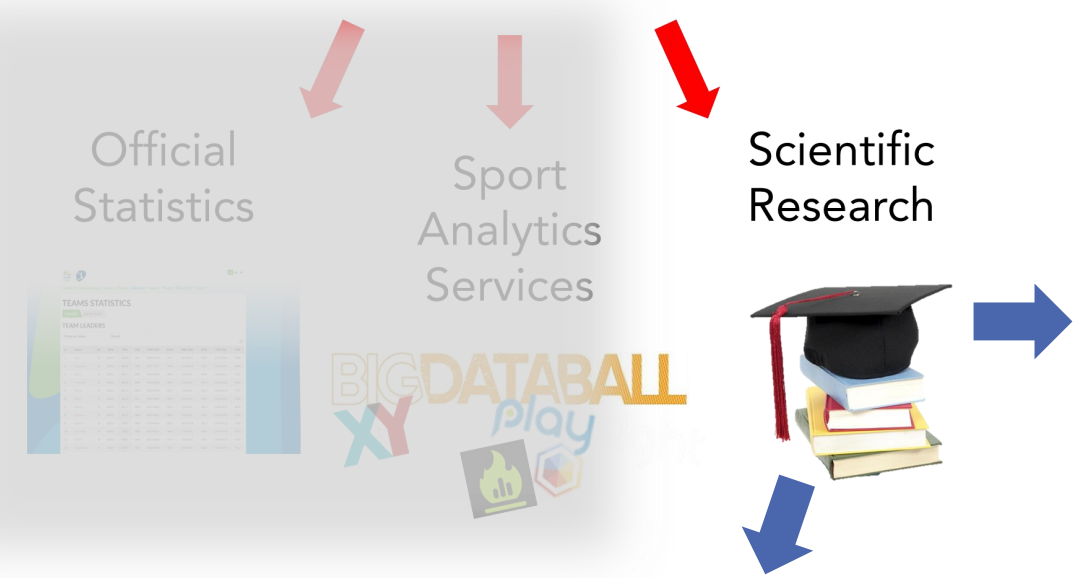 Official
Statistics
Sport
Analytics
Services
Scientific
Research
TEAMS STATISTICS
TEAM LEADERS
BIGDATABALL
XY
play